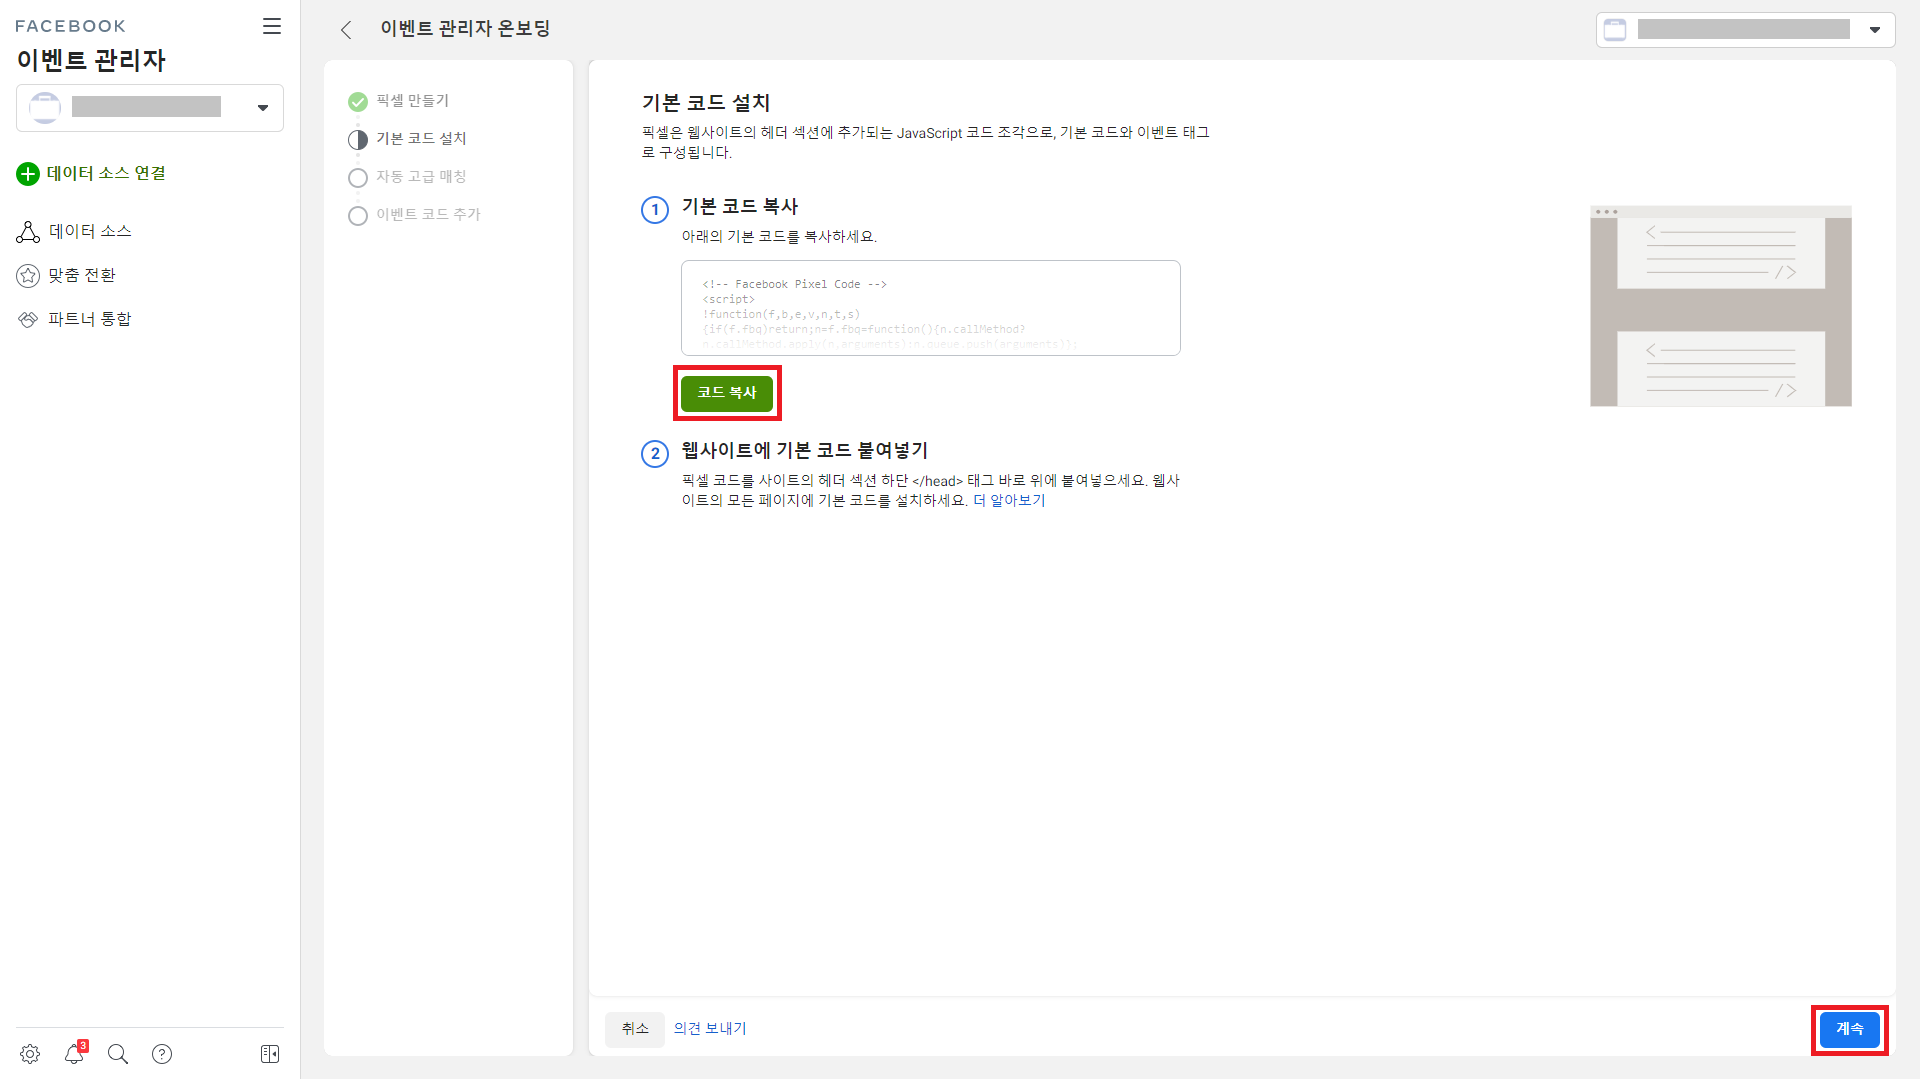 FACEBOOK
이벤트 관리자
데이터 소스 연결
데이터 소스
맞춤 전환
파트너 통합
3
이벤트 관리자 온보딩
픽셀 만들기
기본 코드 설치
자동 고급 매칭
이벤트 코드 추가
기본 코드 설치
픽셀은 웹사이트의 헤더 섹션에 추가되는 JavaScript 코드 조각으로, 기본 코드와 이벤트 태그
로 구성됩니다.
1 기본 코드 복사
아래의 기본 코드를 복사하세요.
<!-- Facebook Pixel Code -->
<script>
!function(f,b,e,v,n,t,s)
{if(f.fbq)return;n=f.fbq=function(){n.callMethod?
n.callMethod.apply(n,arguments):n.queue.push(arguments)};
코드 복사
2 웹사이트에 기본 코드 붙여넣기
픽셀 코드를 사이트의 헤더 섹션 하단 </head> 태그 바로 위에 붙여넣으세요. 웹사
이트의 모든 페이지에 기본 코드를 설치하세요. 더 알아보기
취소
의견 보내기
계속